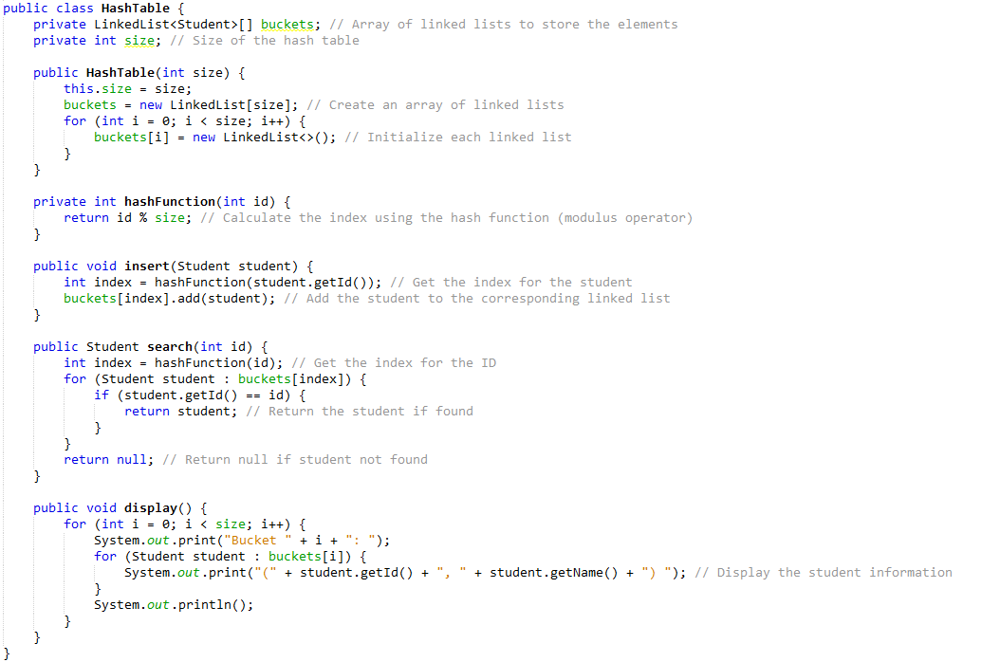 public class HashTable {
    private LinkedList<Student>[] buckets; // Array of linked lists to store the elements
    private int size; // Size of the hash table

    public HashTable(int size) {
        this.size = size;
        buckets = new LinkedList[size]; // Create an array of linked lists
        for (int i = 0; i < size; i++) {
            buckets[i] = new LinkedList<>(); // Initialize each linked list
        }
    }

    private int hashFunction(int id) {
        return id % size; // Calculate the index using the hash function (modulus operator)
    }

    public void insert(Student student) {
        int index = hashFunction(student.getId()); // Get the index for the student
        buckets[index].add(student); // Add the student to the corresponding linked list
    }

    public Student search(int id) {
        int index = hashFunction(id); // Get the index for the ID
        for (Student student : buckets[index]) {
            if (student.getId() == id) {
                return student; // Return the student if found
            }
        }
        return null; // Return null if student not found
    }

    public void display() {
        for (int i = 0; i < size; i++) {
            System.out.print("Bucket " + i + ": ");
            for (Student student : buckets[i]) {
                System.out.print("(" + student.getId() + ", " + student.getName() + ") "); // Display the student information
            }
            System.out.println();
        }
    }
}